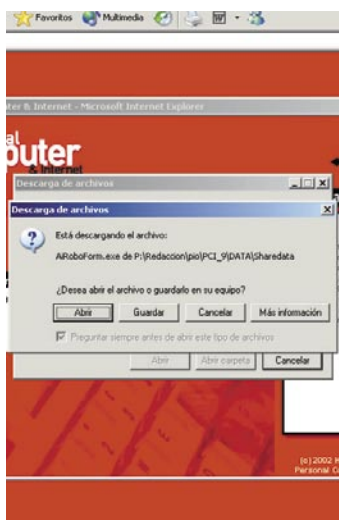 Favoritos Multimedia
ter & Internet - Microsoft Internet Explorer
al
puter
& Internet
Descarga de archivos
Descarga de archivos
Está descargando el archivo:
AiRoboForm.exe de P:\Redaccion\pio\PCI_9\DATA\Sharedata
¿Desea abrir el archivo o guardarlo en su equipo?
Abrir Guardar Cancelar Más información
Preguntar siempre antes de abrir este tipo de archivos
Abrir Abrir carpeta Cancelar
(c) 2002 H
Personal C